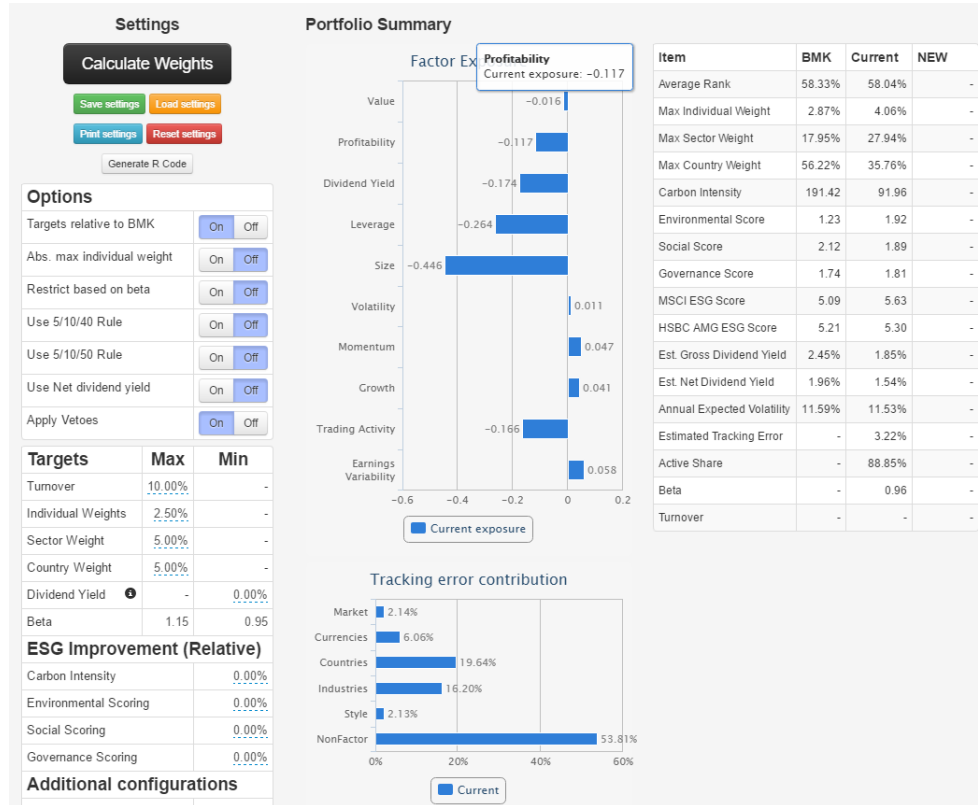 Settings
Calculate Weights
Save settings Load settings
Print settings Reset settings
Generate R Code
Options
Targets relative to BMK On Off
Abs. max individual weight On Off
Restrict based on beta On Off
Use 5/10/40 Rule On Off
Use 5/10/50 Rule On Off
Use Net dividend yield On Off
Apply Vetoes On Off
Targets Max Min
Turnover 10.00% -
Individual Weights 2.50% -
Sector Weight 5.00% -
Country Weight 5.00% -
Dividend Yield - 0.00%
Beta 1.15 0.95
ESG Improvement (Relative)
Carbon Intensity 0.00%
Environmental Scoring 0.00%
Social Scoring 0.00%
Governance Scoring 0.00%
Additional configurations
Portfolio Summary
Factor Ex
Profitability
Current exposure: -0.117
Value -0.016
Profitability -0.117
Dividend Yield -0.174
Leverage -0.264
Size -0.446
Volatility 0.011
Momentum 0.047
Growth 0.041
Trading Activity -0.166
Earnings
Variability 0.058
-0.6 -0.4 -0.2 0 0.2
Current exposure
Tracking error contribution
Market 2.14%
Currencies 6.06%
Countries 19.64%
Industries 16.20%
Style 2.13%
NonFactor 53.81%
0% 20% 40% 60%
Current
Item BMK Current NEW
Average Rank 58.33% 58.04% -
Max Individual Weight 2.87% 4.06% -
Max Sector Weight 17.95% 27.94% -
Max Country Weight 56.22% 35.76% -
Carbon Intensity 191.42 91.96 -
Environmental Score 1.23 1.92 -
Social Score 2.12 1.89 -
Governance Score 1.74 1.81 -
MSCI ESG Score 5.09 5.63 -
HSBC AMG ESG Score 5.21 5.30 -
Est. Gross Dividend Yield 2.45% 1.85% -
Est. Net Dividend Yield 1.96% 1.54% -
Annual Expected Volatility 11.59% 11.53% -
Estimated Tracking Error - 3.22% -
Active Share - 88.85% -
Beta - 0.96 -
Turnover - - -